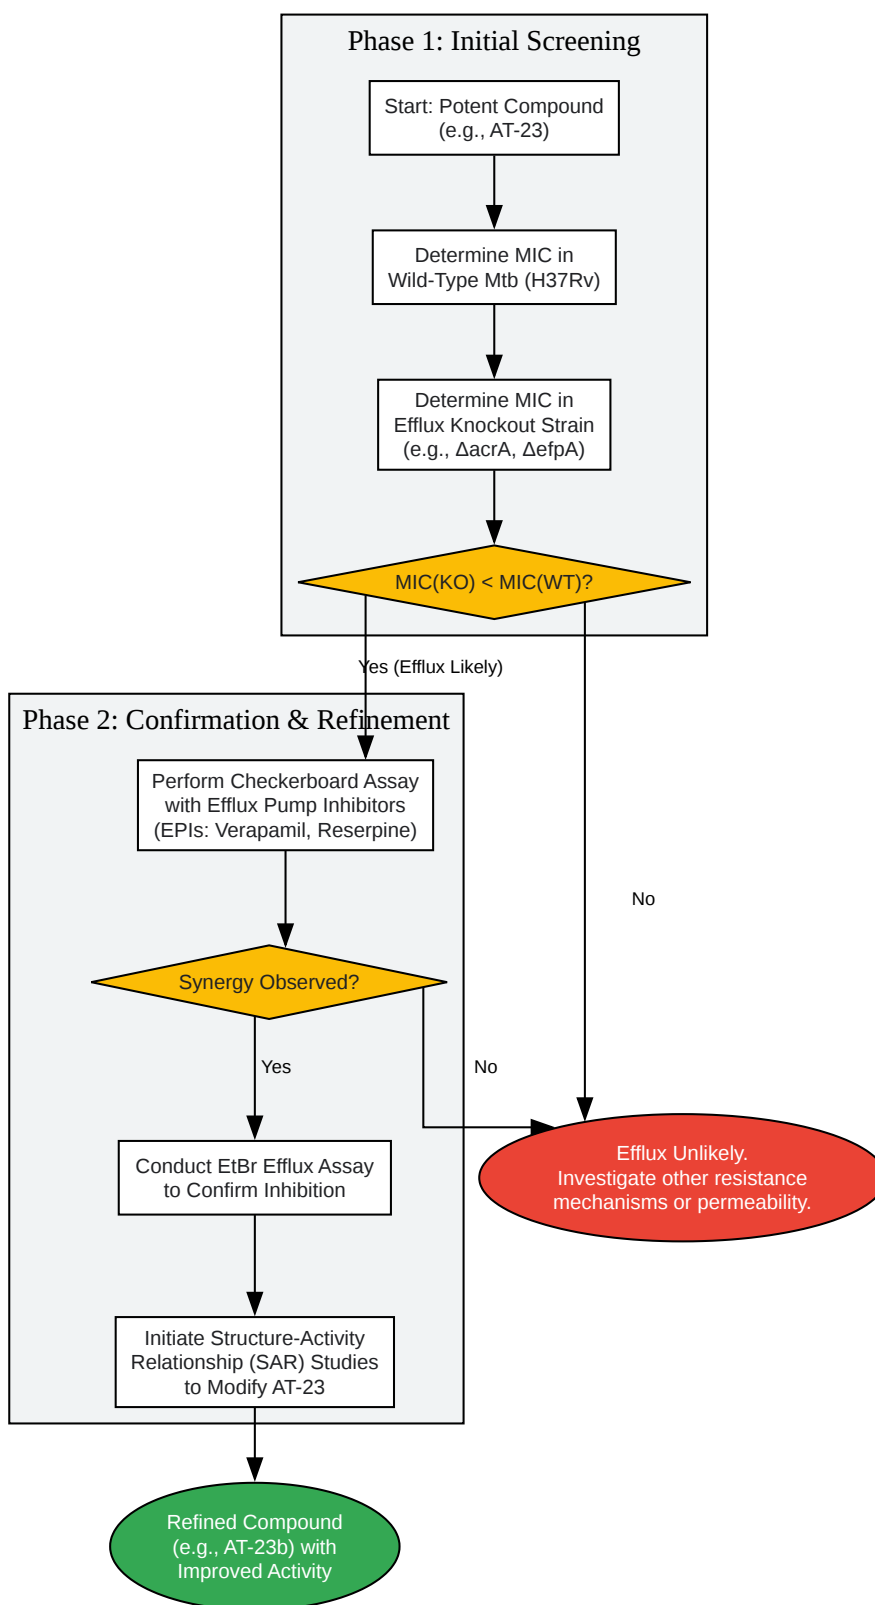 Phase 1: Initial Screening
Start: Potent Compound
(e.g., AT-23)
Determine MIC in
Wild-Type Mtb (H37Rv)
Determine MIC in
Efflux Knockout Strain
(e.g., ΔacrA, ΔefpA)
MIC(KO) < MIC(WT)?
Yes (Efflux Likely)
Phase 2: Confirmation & Refinement
Perform Checkerboard Assay
with Efflux Pump Inhibitors
(EPIs: Verapamil, Reserpine)
No
Synergy Observed?
Yes
No
Conduct EtBr Efflux Assay
to Confirm Inhibition
Efflux Unlikely.
Investigate other resistance
mechanisms or permeability.
Initiate Structure-Activity
Relationship (SAR) Studies
to Modify AT-23
Refined Compound
(e.g., AT-23b) with
Improved Activity